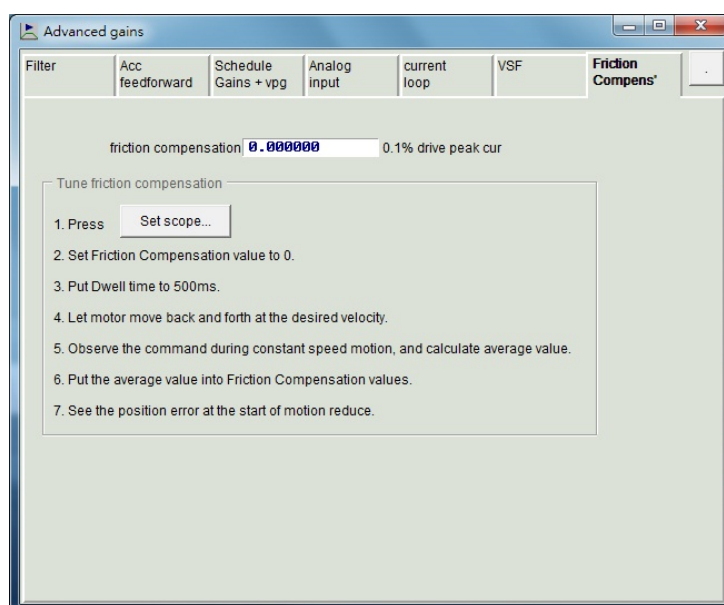 Advanced gains
Filter
Acc
feedforward
Schedule
Gains + vpg
Analog
input
current
loop
VSF
Friction
Compens'
.
friction compensation 0.000000 0.1% drive peak cur
Tune friction compensation
1. Press Set scope...
2. Set Friction Compensation value to 0.
3. Put Dwell time to 500ms.
4. Let motor move back and forth at the desired velocity.
5. Observe the command during constant speed motion, and calculate average value.
6. Put the average value into Friction Compensation values.
7. See the position error at the start of motion reduce.